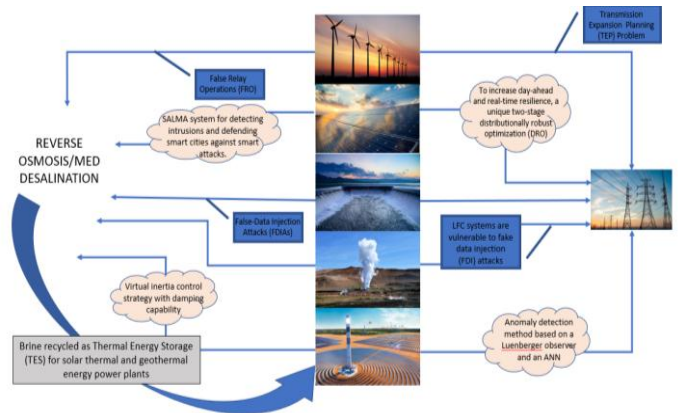 Transmission
Expansion Planning
(TEP) Problem
False Relay
Operations (FRO)
To increase day-ahead
and real-time resilience, a
unique two-stage
distributionally robust
optimization (DRO)
SALMA system for detecting
intrusions and defending
smart cities against smart
attacks.
REVERSE
OSMOSIS/MED
DESALINATION
False-Data Injection
Attacks (FDIAs)
LFC systems are
vulnerable to fake
data injection
(FDI) attacks
Virtual inertia control
strategy with damping
capability
Anomaly detection
method based on a
Luenberger observer
and an ANN
Brine recycled as Thermal Energy Storage
(TES) for solar thermal and geothermal
energy power plants